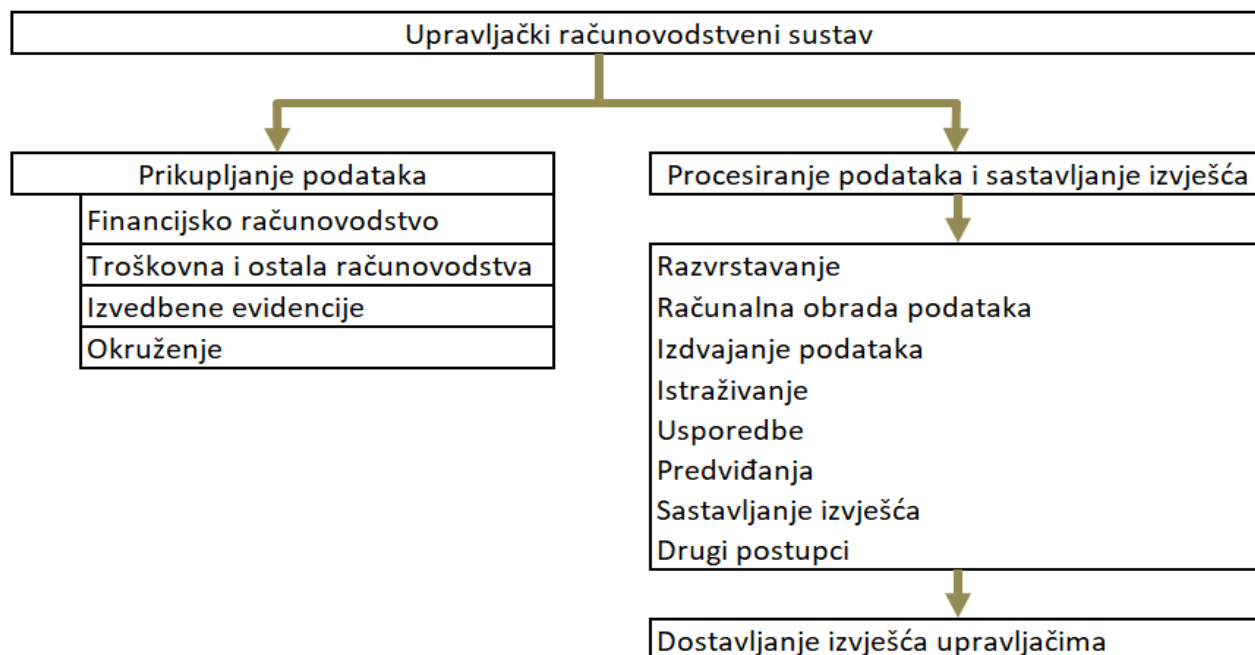 Upravljački računovodstveni sustav
Prikupljanje podataka
Financijsko računovodstvo
Troškovna i ostala računovodstva
Izvedbene evidencije
Okruženje
Procesiranje podataka i sastavljanje izvješća
Razvrstavanje
Računalna obrada podataka
Izdvajanje podataka
Istraživanje
Usporedbe
Predviđanja
Sastavljanje izvješća
Drugi postupci
Dostavljanje izvješća upravljačima